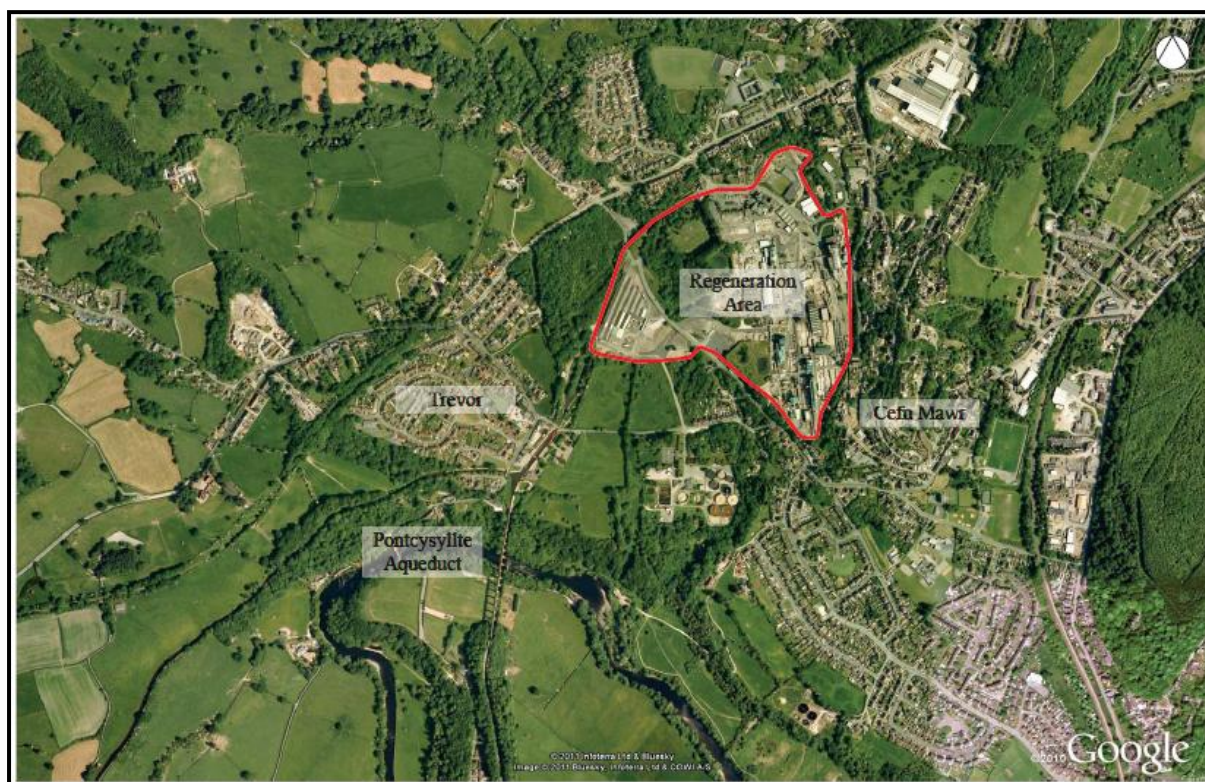 Regeneration
Area
Trevor
Cefn Mawr
Pontcysyllte
Aqueduct
© 2011 Infoterra Ltd & Bluesky
Image © 2011 Bluesky, Infoterra Ltd & COWI A/S
©2010 Google